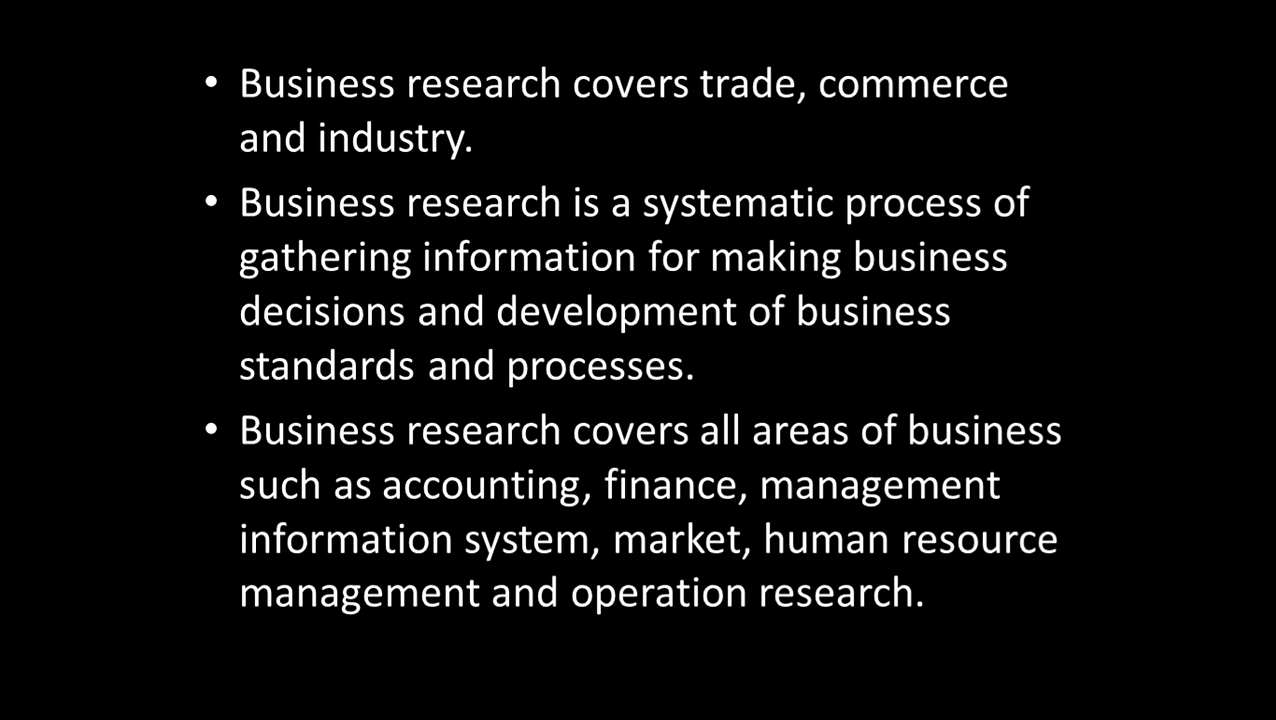 • Business research covers trade, commerce
and industry.
• Business research is a systematic process of
gathering information for making business
decisions and development of business
standards and processes.
• Business research covers all areas of business
such as accounting, finance, management
information system, market, human resource
management and operation research.